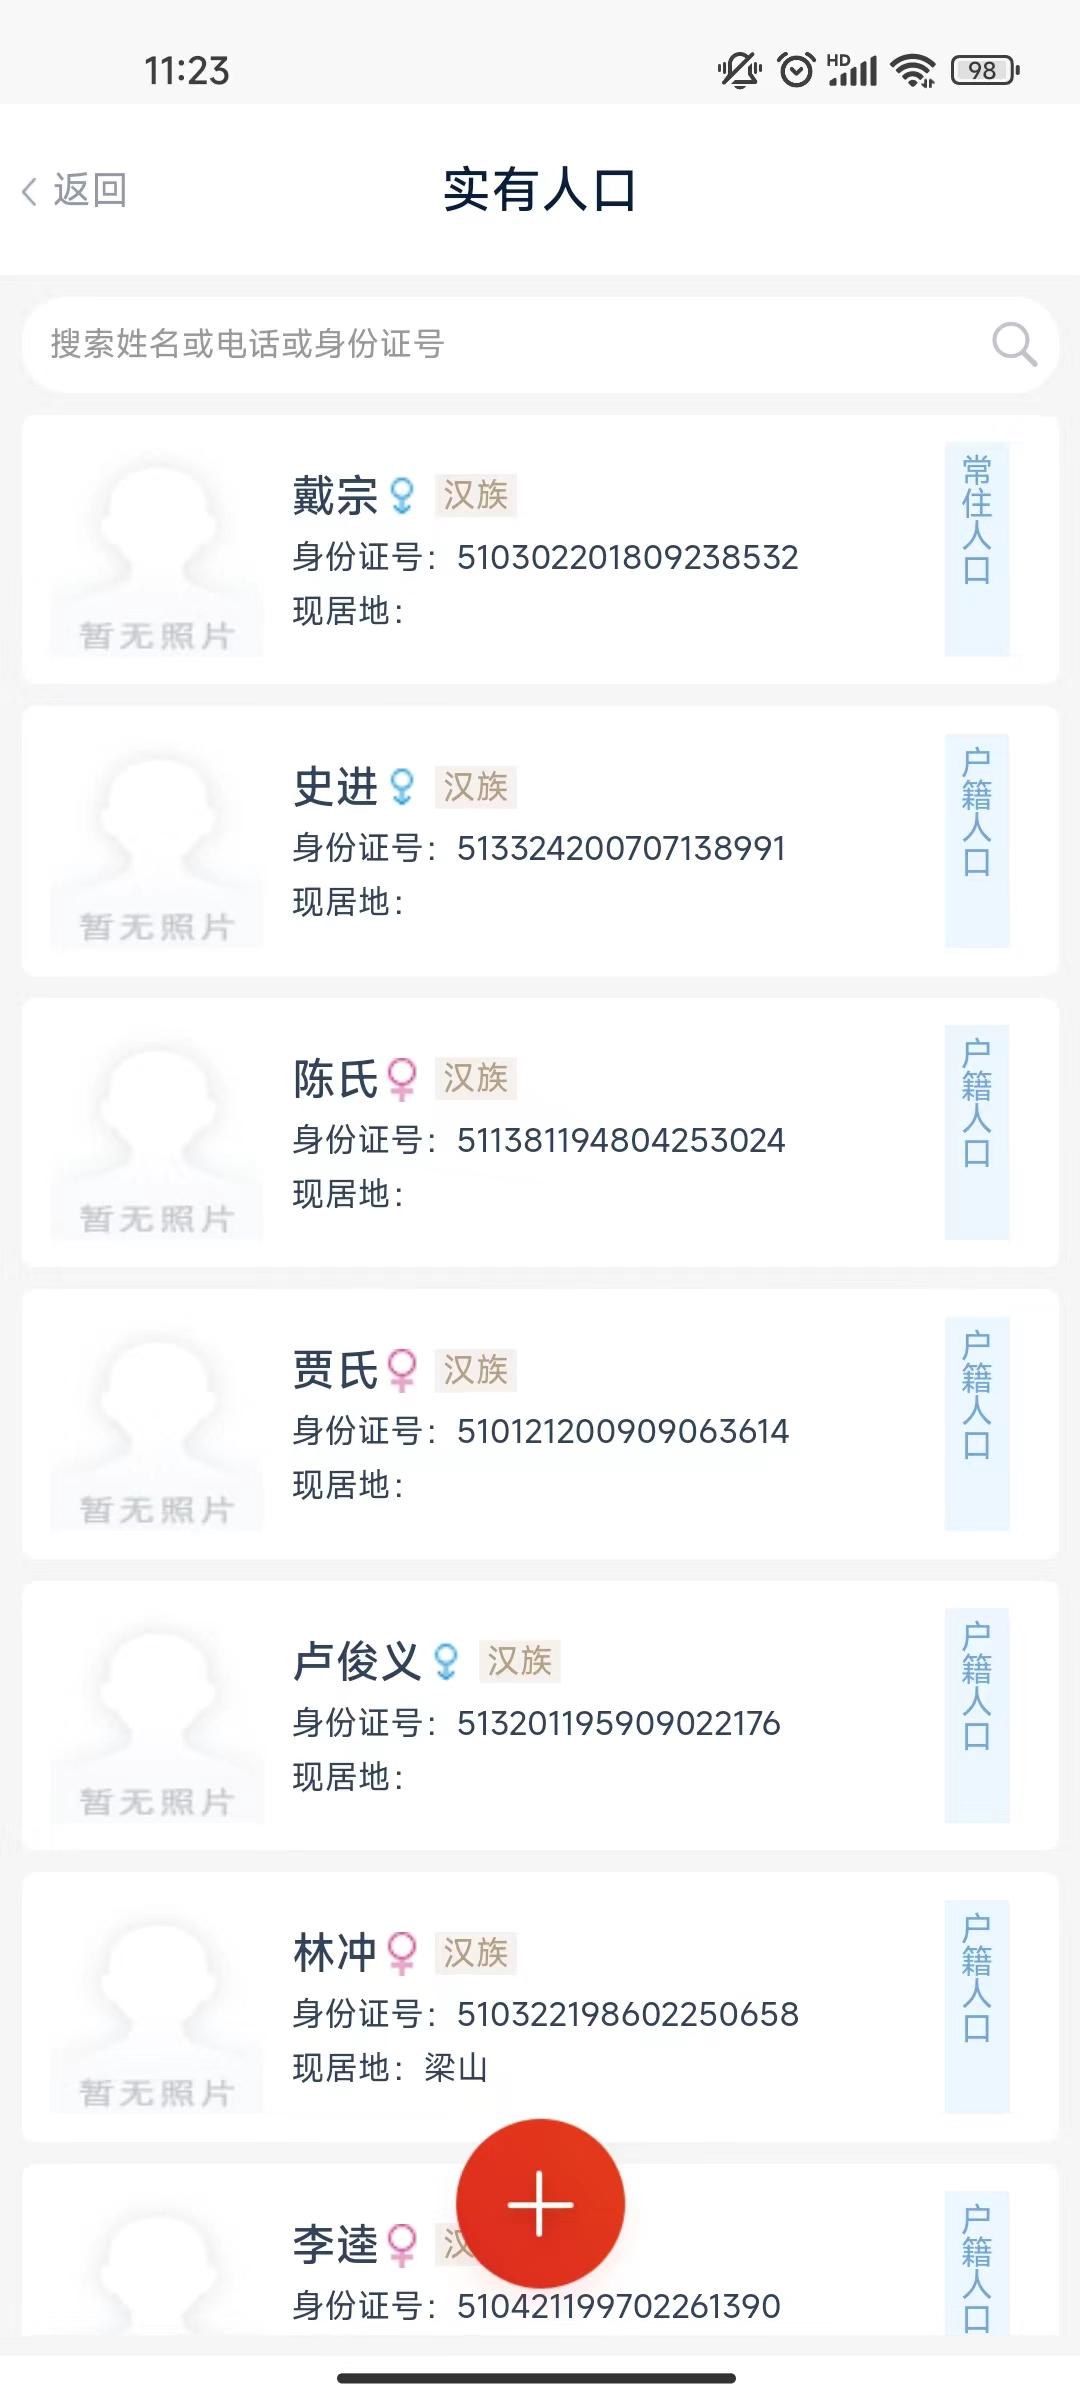 11:23
HD
98
返回
实有人口
搜索姓名或电话或身份证号
戴宗 汉族
身份证号：510302201809238532
现居地：
暂无照片
常住人口
史进 汉族
身份证号：513324200707138991
现居地：
暂无照片
户籍人口
陈氏 汉族
身份证号：511381194804253024
现居地：
暂无照片
户籍人口
贾氏 汉族
身份证号：510121200909063614
现居地：
暂无照片
户籍人口
卢俊义 汉族
身份证号：513201195909022176
现居地：
暂无照片
户籍人口
林冲 汉族
身份证号：510322198602250658
现居地：梁山
暂无照片
户籍人口
李逵 汉
身份证号：510421199702261390
户籍人口